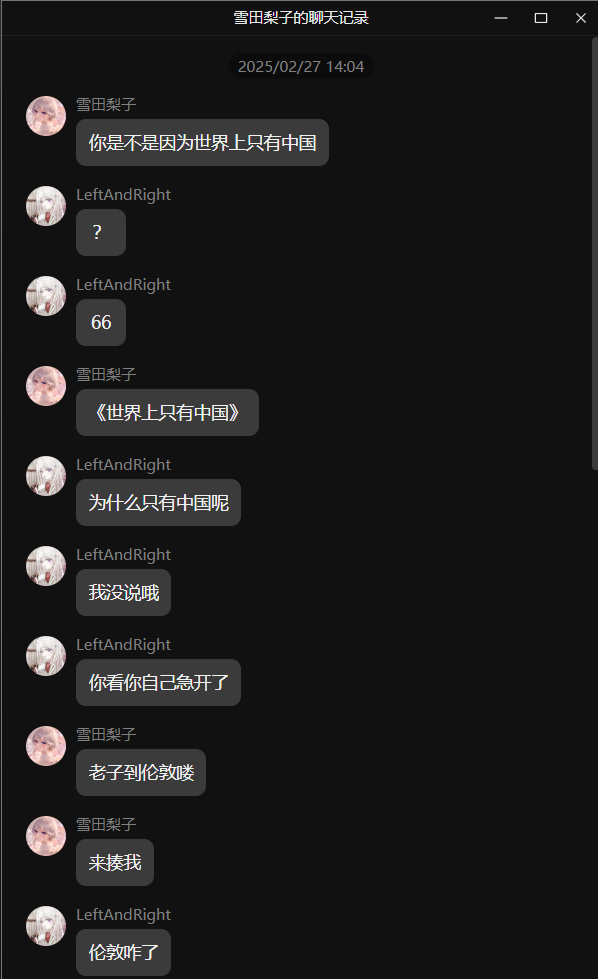 雪田梨子的聊天记录
2025/02/27 14:04
雪田梨子
你是不是因为世界上只有中国
LeftAndRight
？
LeftAndRight
66
雪田梨子
《世界上只有中国》
LeftAndRight
为什么只有中国呢
LeftAndRight
我没说哦
LeftAndRight
你看你自己急开了
雪田梨子
老子到伦敦喽
雪田梨子
来揍我
LeftAndRight
伦敦咋了